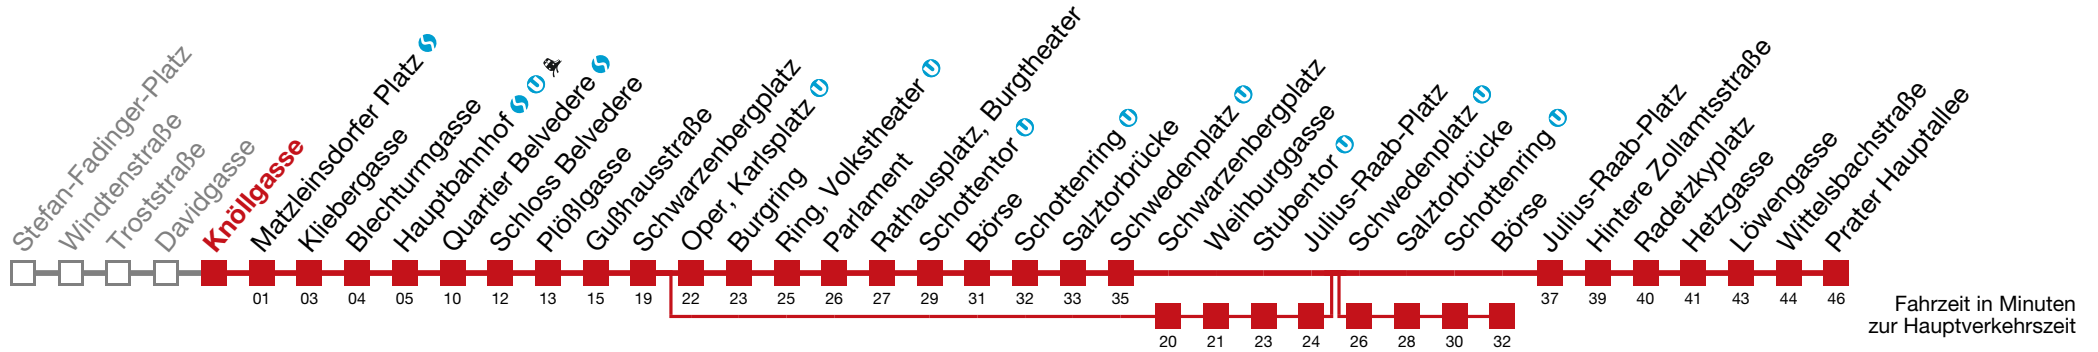 Stefan-Fadinger-Platz
Windtenstraße
Troststraße
Davidgasse
Knöllgasse
Matzleinsdorfer Platz
Kliebergasse
Blechturmgasse
Hauptbahnhof
Quartier Belvedere
Schloss Belvedere
Plößlgasse
Gußhausstraße
Schwarzenbergplatz
Oper, Karlsplatz
Burgring
Ring, Volkstheater
Parlament
Rathausplatz, Burgtheater
Schottentor
Börse
Schottenring
Salztorbrücke
Schwedenplatz
Schwarzenbergplatz
Weihburggasse
Stubentor
Julius-Raab-Platz
Schwedenplatz
Salztorbrücke
Schottenring
Börse
Julius-Raab-Platz
Hintere Zollamtsstraße
Radetzkyplatz
Hetzgasse
Löwengasse
Wittelsbachstraße
Prater Hauptallee
01 03 04 05 10 12 13 15 19 22 23 25 26 27 29 31 32 33 35 37 39 40 41 43 44 46
20 21 23 24 26 28 30 32
Fahrzeit in Minuten
zur Hauptverkehrszeit